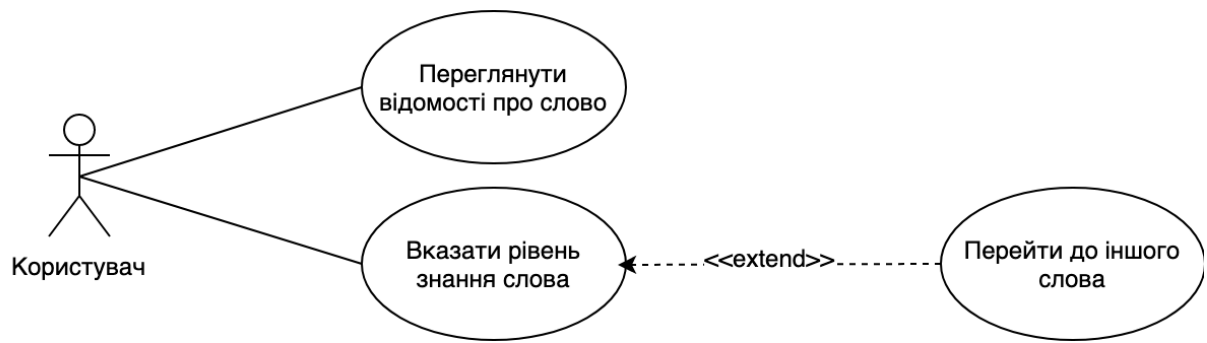 Переглянути
відомості про слово
Користувач
Вказати рівень
знання слова
<<extend>>
Перейти до іншого
слова